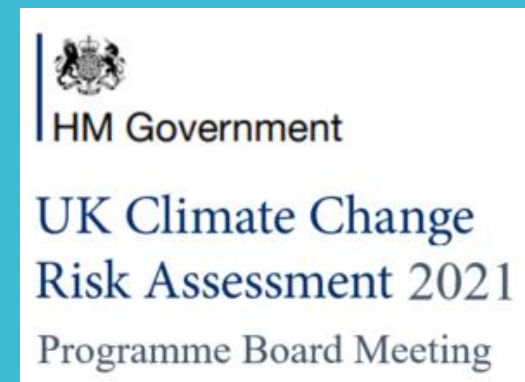 HM Government
UK Climate Change
Risk Assessment 2021
Programme Board Meeting